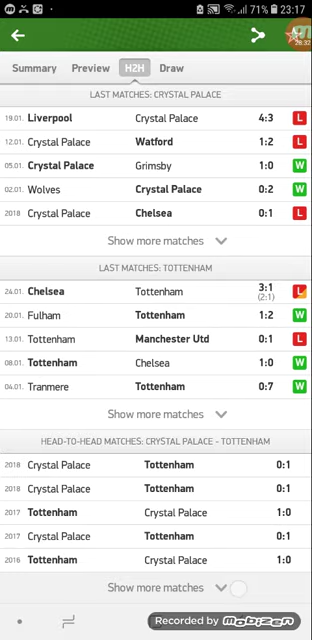 71% 23:17
28:32
Summary Preview H2H Draw
LAST MATCHES: CRYSTAL PALACE
19.01. Liverpool Crystal Palace 4:3 L
12.01. Crystal Palace Watford 1:2 L
05.01. Crystal Palace Grimsby 1:0 W
02.01. Wolves Crystal Palace 0:2 W
2018 Crystal Palace Chelsea 0:1 L
Show more matches
LAST MATCHES: TOTTENHAM
24.01. Chelsea Tottenham 3:1 L
(2:1)
20.01. Fulham Tottenham 1:2 W
13.01. Tottenham Manchester Utd 0:1 L
08.01. Tottenham Chelsea 1:0 W
04.01. Tranmere Tottenham 0:7 W
Show more matches
HEAD-TO-HEAD MATCHES: CRYSTAL PALACE - TOTTENHAM
2018 Crystal Palace Tottenham 0:1
2018 Crystal Palace Tottenham 0:1
2017 Tottenham Crystal Palace 1:0
2017 Crystal Palace Tottenham 0:1
2016 Tottenham Crystal Palace 1:0
Show more matches
Recorded by mobizen